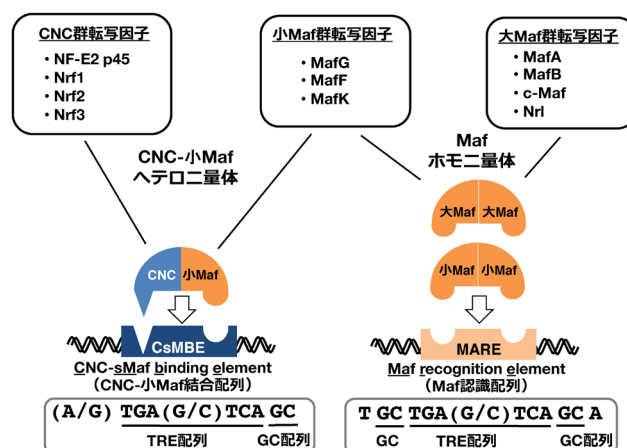 CNC群転写因子
・NF-E2 p45
・Nrf1
・Nrf2
・Nrf3
小Maf群転写因子
・MafG
・MafF
・MafK
大Maf群転写因子
・MafA
・MafB
・c-Maf
・Nrl
CNC-小Maf
ヘテロ二量体
Maf
ホモ二量体
大Maf 大Maf
CNC 小Maf
小Maf 小Maf
CsMBE
MARE
CNC-sMaf binding element
(CNC-小Maf結合配列)
Maf recognition element
(Maf認識配列)
(A/G) TGA(G/C)TCA GC
TRE配列 GC配列
T GC TGA(G/C)TCA GC A
GC TRE配列 GC配列